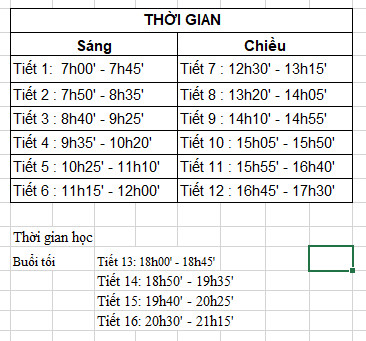 THỜI GIAN
Sáng Chiều
Tiết 1: 7h00' - 7h45' Tiết 7 : 12h30' - 13h15'
Tiết 2 : 7h50' - 8h35' Tiết 8 : 13h20' - 14h05'
Tiết 3 : 8h40' - 9h25' Tiết 9 : 14h10' - 14h55'
Tiết 4 : 9h35' - 10h20' Tiết 10 : 15h05' - 15h50'
Tiết 5 : 10h25' - 11h10' Tiết 11 : 15h55' - 16h40'
Tiết 6 : 11h15' - 12h00' Tiết 12 : 16h45' - 17h30'
Thời gian học
Buổi tối Tiết 13: 18h00' - 18h45'
Tiết 14: 18h50' - 19h35'
Tiết 15: 19h40' - 20h25'
Tiết 16: 20h30' - 21h15'